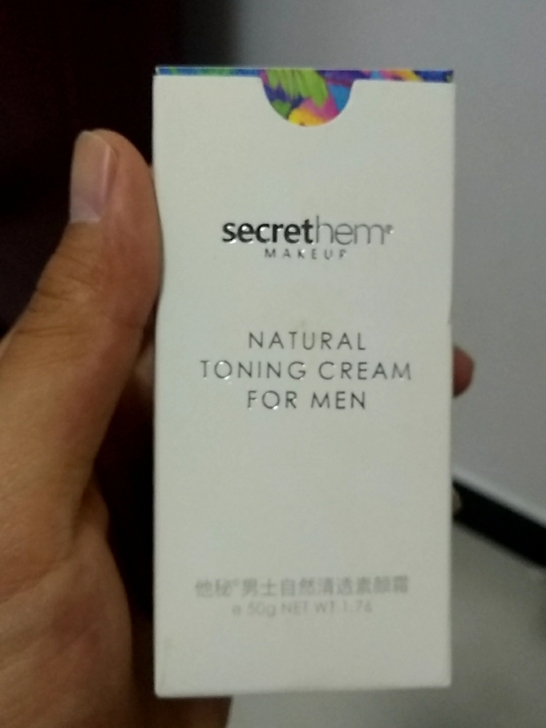 secrethem®
MAKEUP
NATURAL
TONING CREAM
FOR MEN
他秘®男士自然清透素颜霜
e 50g NET WT.1.76